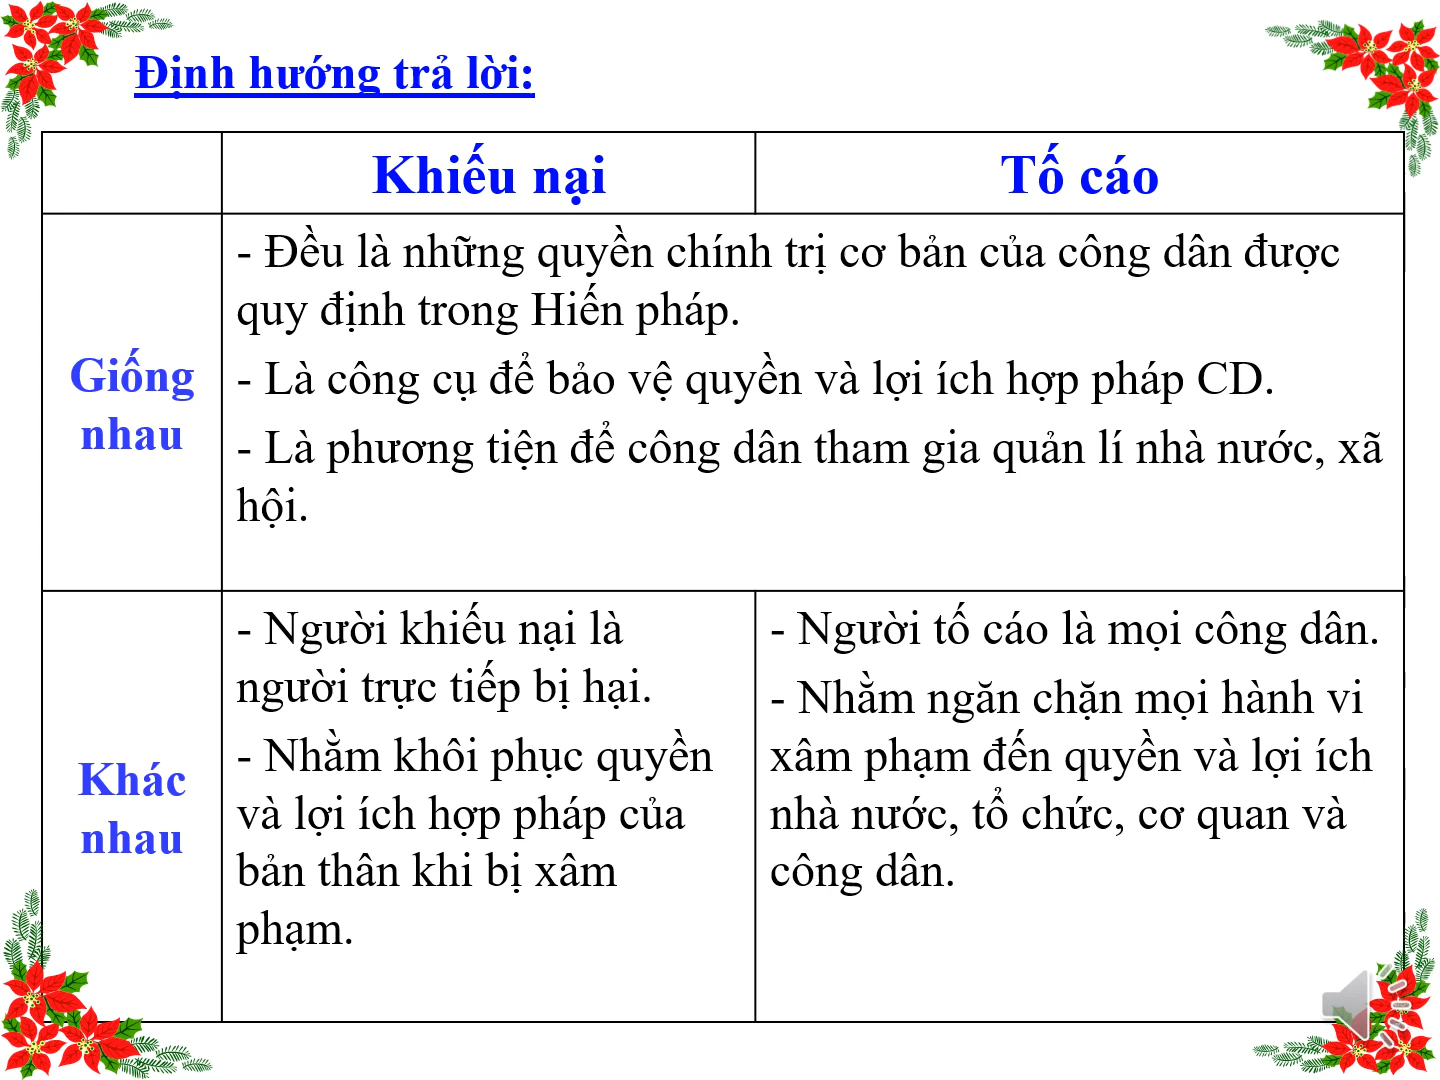 Định hướng trả lời:
Khiếu nại
Tố cáo
Giống
nhau
- Đều là những quyền chính trị cơ bản của công dân được
quy định trong Hiến pháp.
- Là công cụ để bảo vệ quyền và lợi ích hợp pháp CD.
- Là phương tiện để công dân tham gia quản lí nhà nước, xã
hội.
Khác
nhau
- Người khiếu nại là
người trực tiếp bị hại.
- Nhằm khôi phục quyền
và lợi ích hợp pháp của
bản thân khi bị xâm
phạm.
- Người tố cáo là mọi công dân.
- Nhằm ngăn chặn mọi hành vi
xâm phạm đến quyền và lợi ích
nhà nước, tổ chức, cơ quan và
công dân.